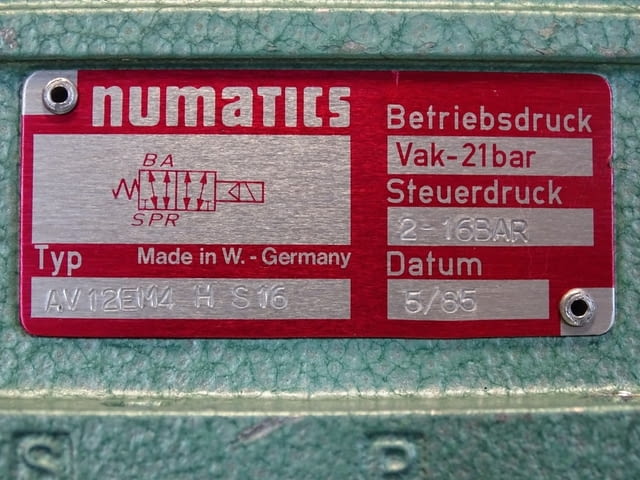 numatics
Betriebsdruck
Vak-21bar
BA
SPR
Steuerdruck
2-16BAR
Typ
Made in W.-Germany
AV12EM4 H S16
Datum
5/85
S
P